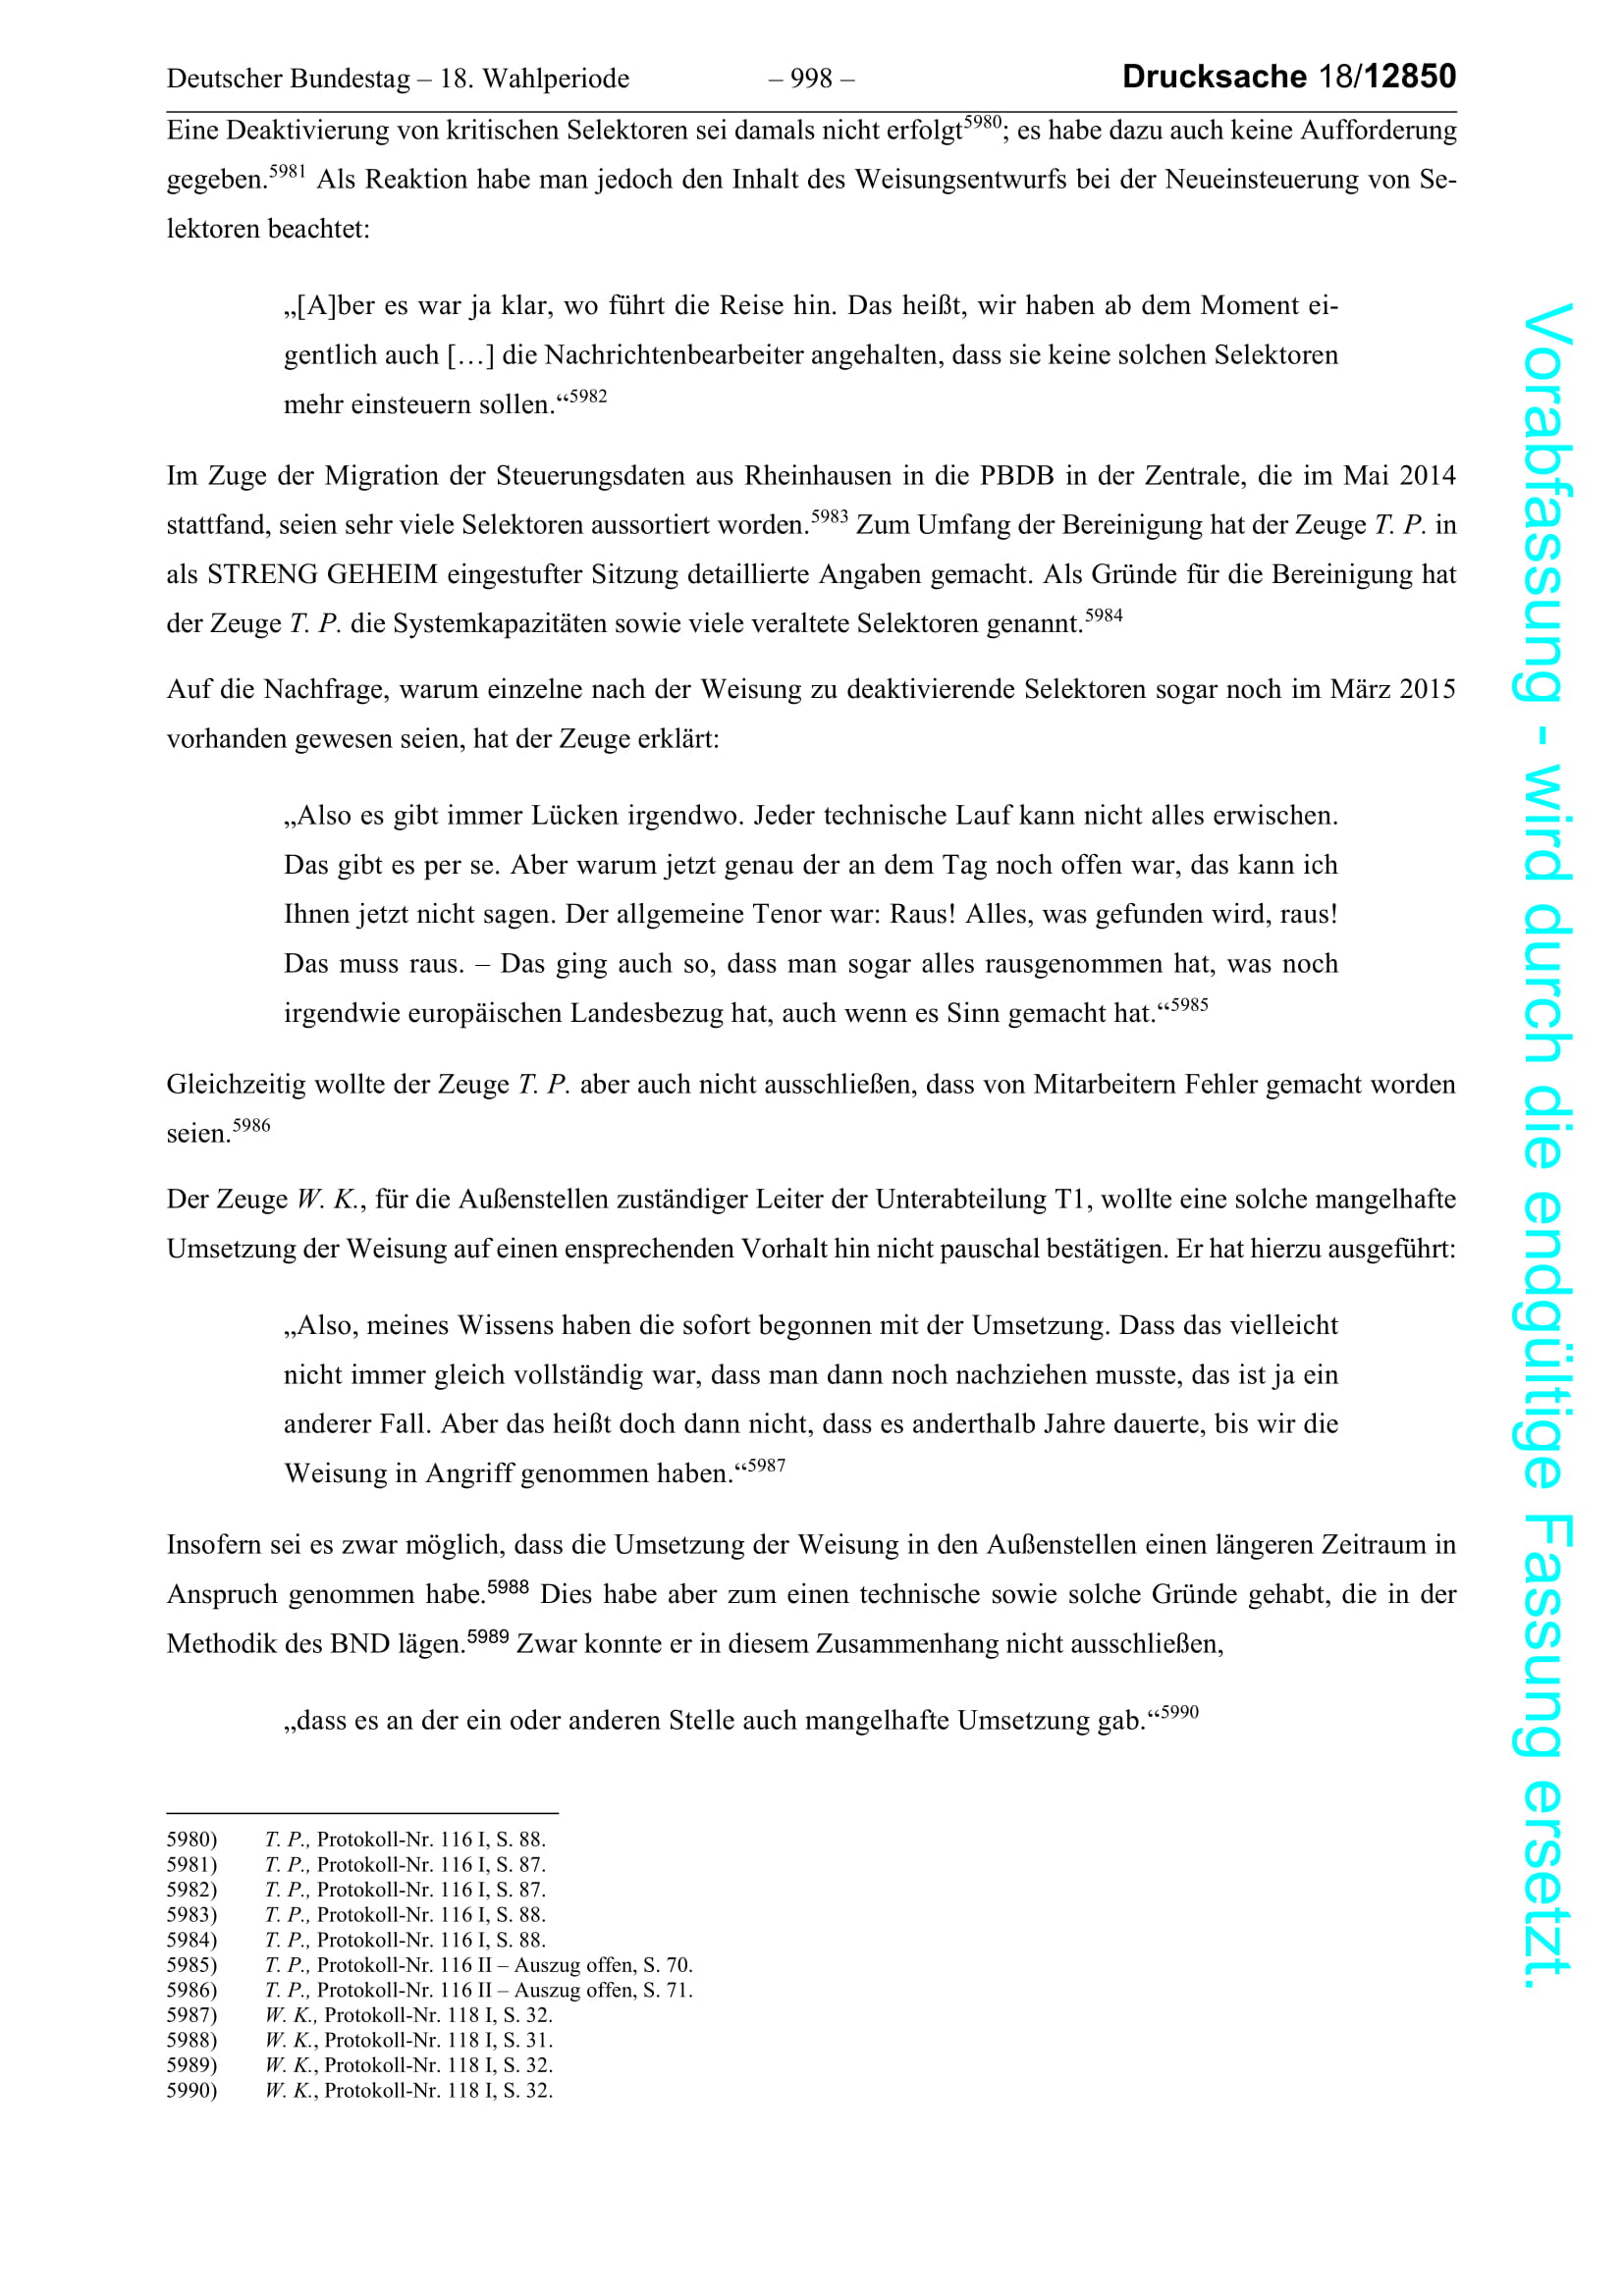 Deutscher Bundestag – 18. Wahlperiode – 998 – Drucksache 18/12850
Eine Deaktivierung von kritischen Selektoren sei damals nicht erfolgt5980; es habe dazu auch keine Aufforderung
gegeben.5981 Als Reaktion habe man jedoch den Inhalt des Weisungsentwurfs bei der Neueinsteuerung von Se-
lektoren beachtet:
„[A]ber es war ja klar, wo führt die Reise hin. Das heißt, wir haben ab dem Moment ei-
gentlich auch […] die Nachrichtenbearbeiter angehalten, dass sie keine solchen Selektoren
mehr einsteuern sollen.“5982
Im Zuge der Migration der Steuerungsdaten aus Rheinhausen in die PBDB in der Zentrale, die im Mai 2014
stattfand, seien sehr viele Selektoren aussortiert worden.5983 Zum Umfang der Bereinigung hat der Zeuge T. P. in
als STRENG GEHEIM eingestufter Sitzung detaillierte Angaben gemacht. Als Gründe für die Bereinigung hat
der Zeuge T. P. die Systemkapazitäten sowie viele veraltete Selektoren genannt.5984
Auf die Nachfrage, warum einzelne nach der Weisung zu deaktivierende Selektoren sogar noch im März 2015
vorhanden gewesen seien, hat der Zeuge erklärt:
„Also es gibt immer Lücken irgendwo. Jeder technische Lauf kann nicht alles erwischen.
Das gibt es per se. Aber warum jetzt genau der an dem Tag noch offen war, das kann ich
Ihnen jetzt nicht sagen. Der allgemeine Tenor war: Raus! Alles, was gefunden wird, raus!
Das muss raus. – Das ging auch so, dass man sogar alles rausgenommen hat, was noch
irgendwie europäischen Landesbezug hat, auch wenn es Sinn gemacht hat.“5985
Gleichzeitig wollte der Zeuge T. P. aber auch nicht ausschließen, dass von Mitarbeitern Fehler gemacht worden
seien.5986
Der Zeuge W. K., für die Außenstellen zuständiger Leiter der Unterabteilung T1, wollte eine solche mangelhafte
Umsetzung der Weisung auf einen ensprechenden Vorhalt hin nicht pauschal bestätigen. Er hat hierzu ausgeführt:
„Also, meines Wissens haben die sofort begonnen mit der Umsetzung. Dass das vielleicht
nicht immer gleich vollständig war, dass man dann noch nachziehen musste, das ist ja ein
anderer Fall. Aber das heißt doch dann nicht, dass es anderthalb Jahre dauerte, bis wir die
Weisung in Angriff genommen haben.“5987
Insofern sei es zwar möglich, dass die Umsetzung der Weisung in den Außenstellen einen längeren Zeitraum in
Anspruch genommen habe.5988 Dies habe aber zum einen technische sowie solche Gründe gehabt, die in der
Methodik des BND lägen.5989 Zwar konnte er in diesem Zusammenhang nicht ausschließen,
„dass es an der ein oder anderen Stelle auch mangelhafte Umsetzung gab.“5990
5980) T. P., Protokoll-Nr. 116 I, S. 88.
5981) T. P., Protokoll-Nr. 116 I, S. 87.
5982) T. P., Protokoll-Nr. 116 I, S. 87.
5983) T. P., Protokoll-Nr. 116 I, S. 88.
5984) T. P., Protokoll-Nr. 116 I, S. 88.
5985) T. P., Protokoll-Nr. 116 II – Auszug offen, S. 70.
5986) T. P., Protokoll-Nr. 116 II – Auszug offen, S. 71.
5987) W. K., Protokoll-Nr. 118 I, S. 32.
5988) W. K., Protokoll-Nr. 118 I, S. 31.
5989) W. K., Protokoll-Nr. 118 I, S. 32.
5990) W. K., Protokoll-Nr. 118 I, S. 32.
Vorabfassung - wird durch die endgültige Fassung ersetzt.